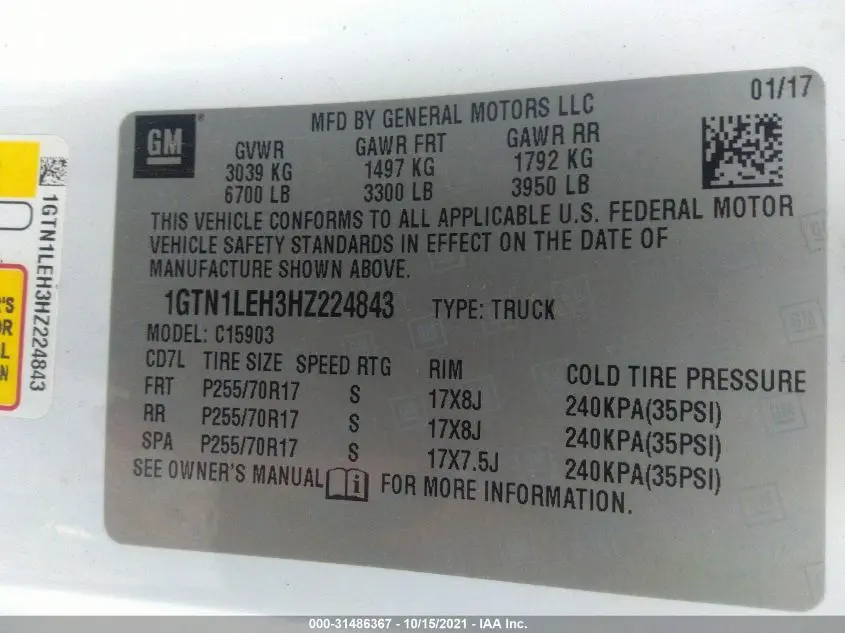 01/17
GM
MFD BY GENERAL MOTORS LLC
GVWR GAWR FRT GAWR RR
3039 KG 1497 KG 1792 KG
6700 LB 3300 LB 3950 LB
THIS VEHICLE CONFORMS TO ALL APPLICABLE U.S. FEDERAL MOTOR
VEHICLE SAFETY STANDARDS IN EFFECT ON THE DATE OF
MANUFACTURE SHOWN ABOVE.
1GTN1LEH3HZ224843 TYPE: TRUCK
MODEL: C15903
CD7L TIRE SIZE SPEED RTG RIM COLD TIRE PRESSURE
FRT P255/70R17 S 17X8J 240KPA(35PSI)
RR P255/70R17 S 17X8J 240KPA(35PSI)
SPA P255/70R17 S 17X7.5J 240KPA(35PSI)
SEE OWNER'S MANUAL i FOR MORE INFORMATION.
1GTN1LEH3HZ224843
000-31486367 - 10/15/2021 - IAA Inc.